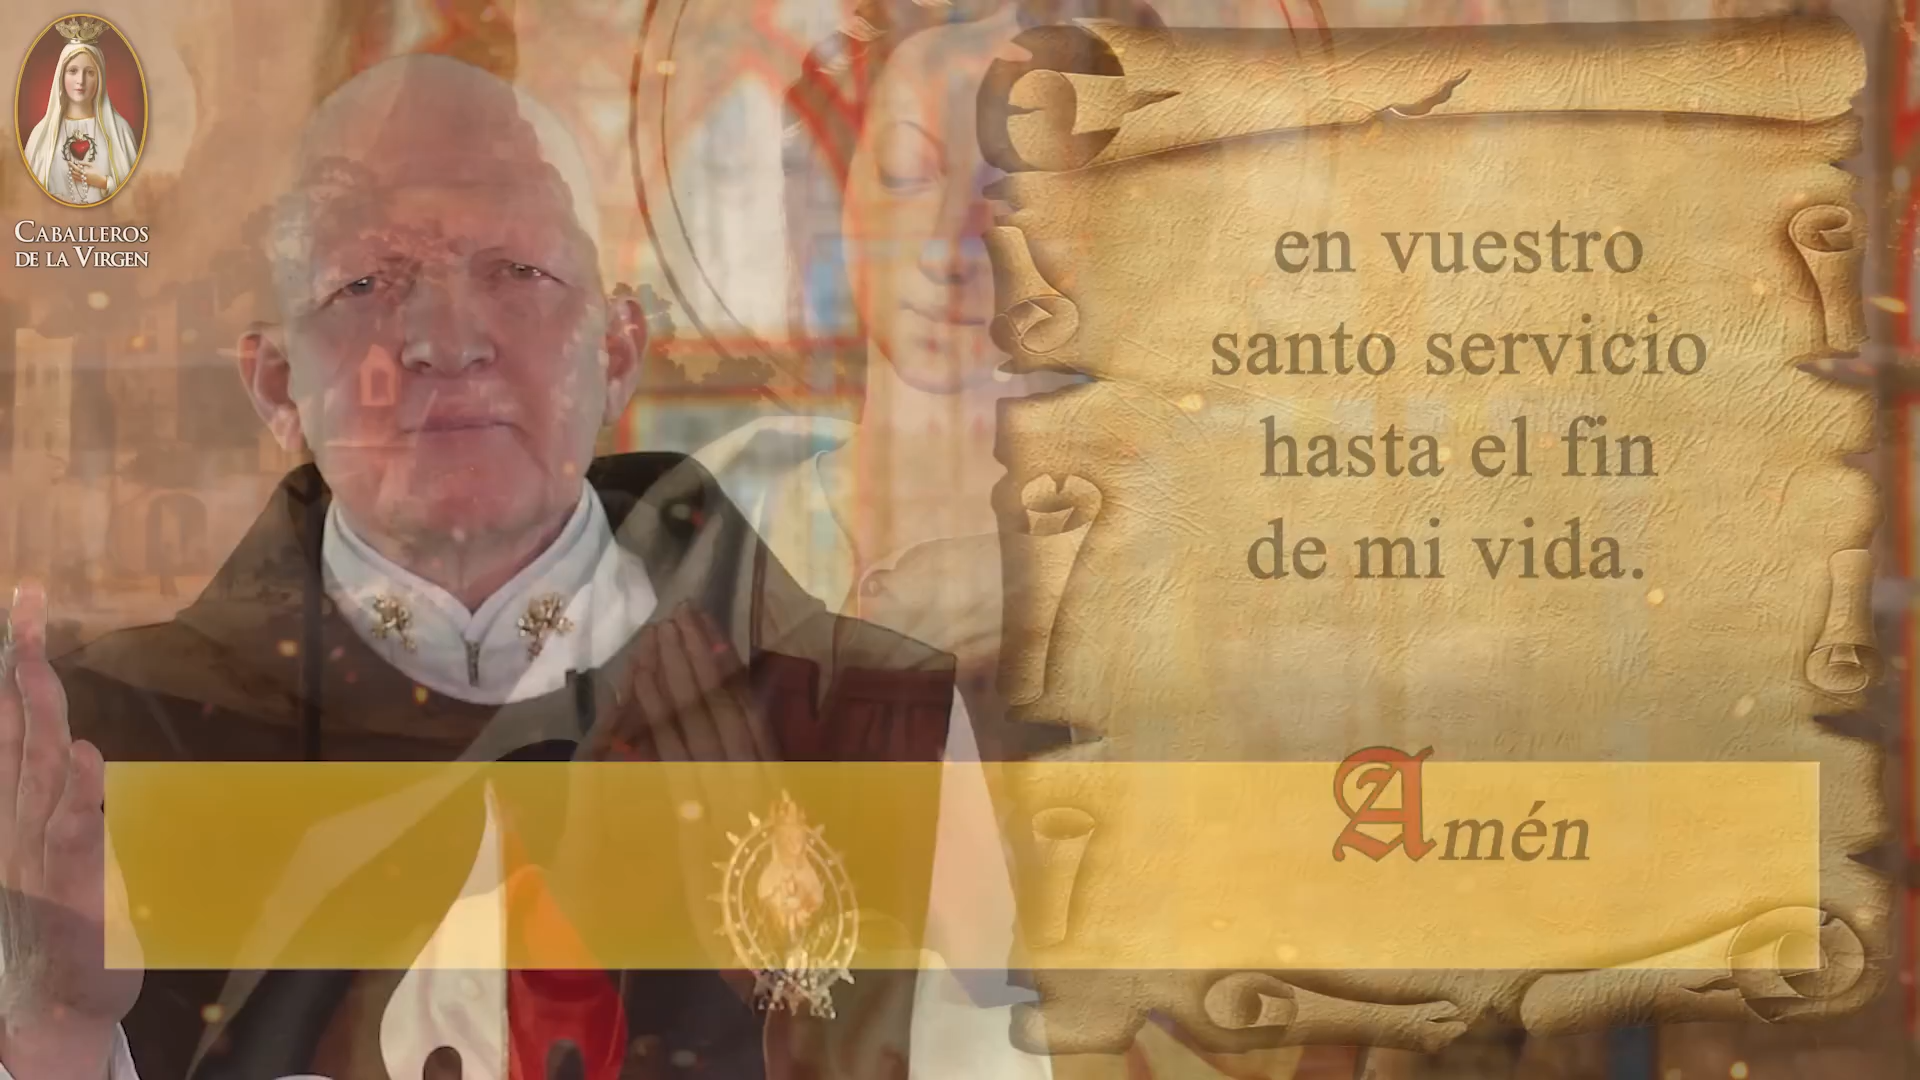 CABALLEROS
DE LA VIRGEN
en vuestro
santo servicio
hasta el fin
de mi vida.
Amén